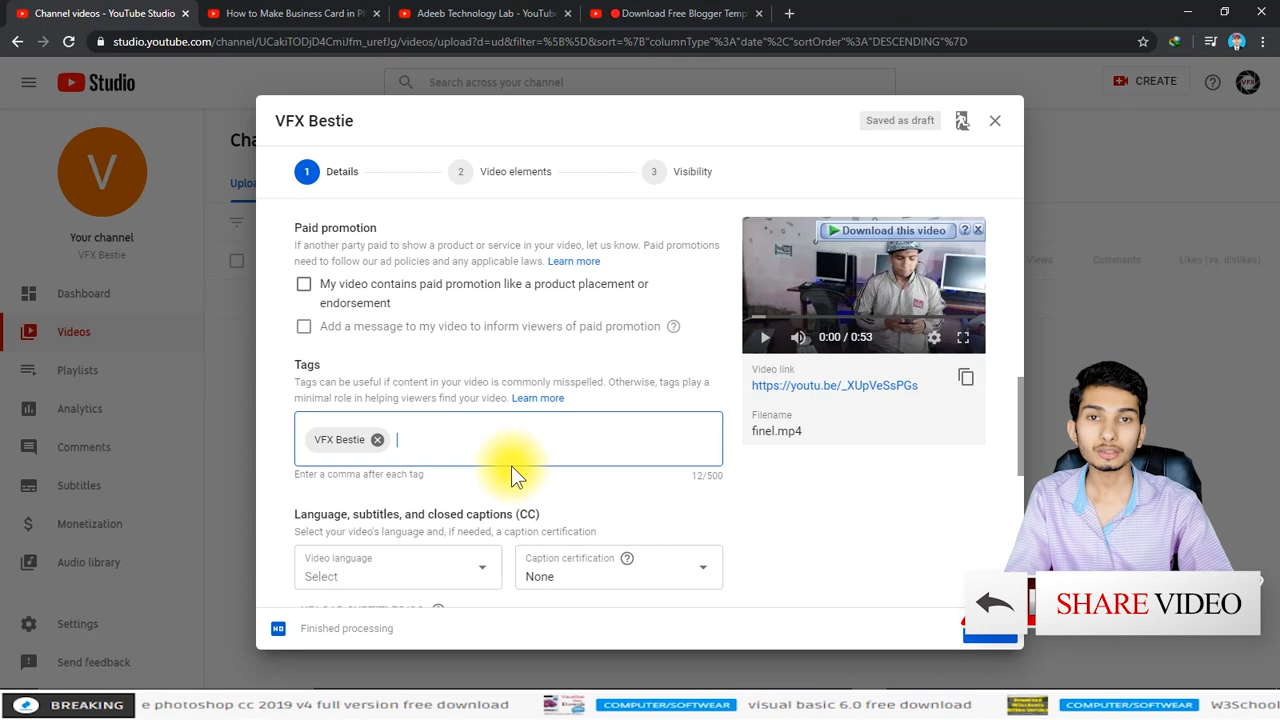 Channel videos - YouTube Studio
How to Make Business Card in P
Adeeb Technology Lab - YouTub
Download Free Blogger Temp
studio.youtube.com/channel/UCakiTODjD4CmiJfm_urefJg/videos/upload?d=ud&filter=%5B%5D&sort=%7B"columnType"%3A"date"%2C"sortOrder"%3A"DESCENDING"%7D
Studio
Search across your channel
CREATE
VFX
V
Your channel
VFX Bestie
Dashboard
Videos
Playlists
Analytics
Comments
Subtitles
Monetization
Audio library
Settings
Send feedback
Cha
Uploa
Views
Comments
Likes (vs. dislikes)
VFX Bestie
Saved as draft
1 Details
2 Video elements
3 Visibility
Paid promotion
If another party paid to show a product or service in your video, let us know. Paid promotions
need to follow our ad policies and any applicable laws. Learn more
My video contains paid promotion like a product placement or
endorsement
Add a message to my video to inform viewers of paid promotion
Tags
Tags can be useful if content in your video is commonly misspelled. Otherwise, tags play a
minimal role in helping viewers find your video. Learn more
VFX Bestie
Enter a comma after each tag
12/500
Language, subtitles, and closed captions (CC)
Select your video's language and, if needed, a caption certification
Video language
Select
Caption certification
None
Download this video
0:00 / 0:53
Video link
https://youtu.be/_XUpVeSsPGs
Filename
finel.mp4
HD Finished processing
SHARE VIDEO
BREAKING
e photoshop cc 2019 v4.0 version free download
COMPUTER/SOFTWEAR
visual basic 6.0 free download
COMPUTER/SOFTWEAR
W3School